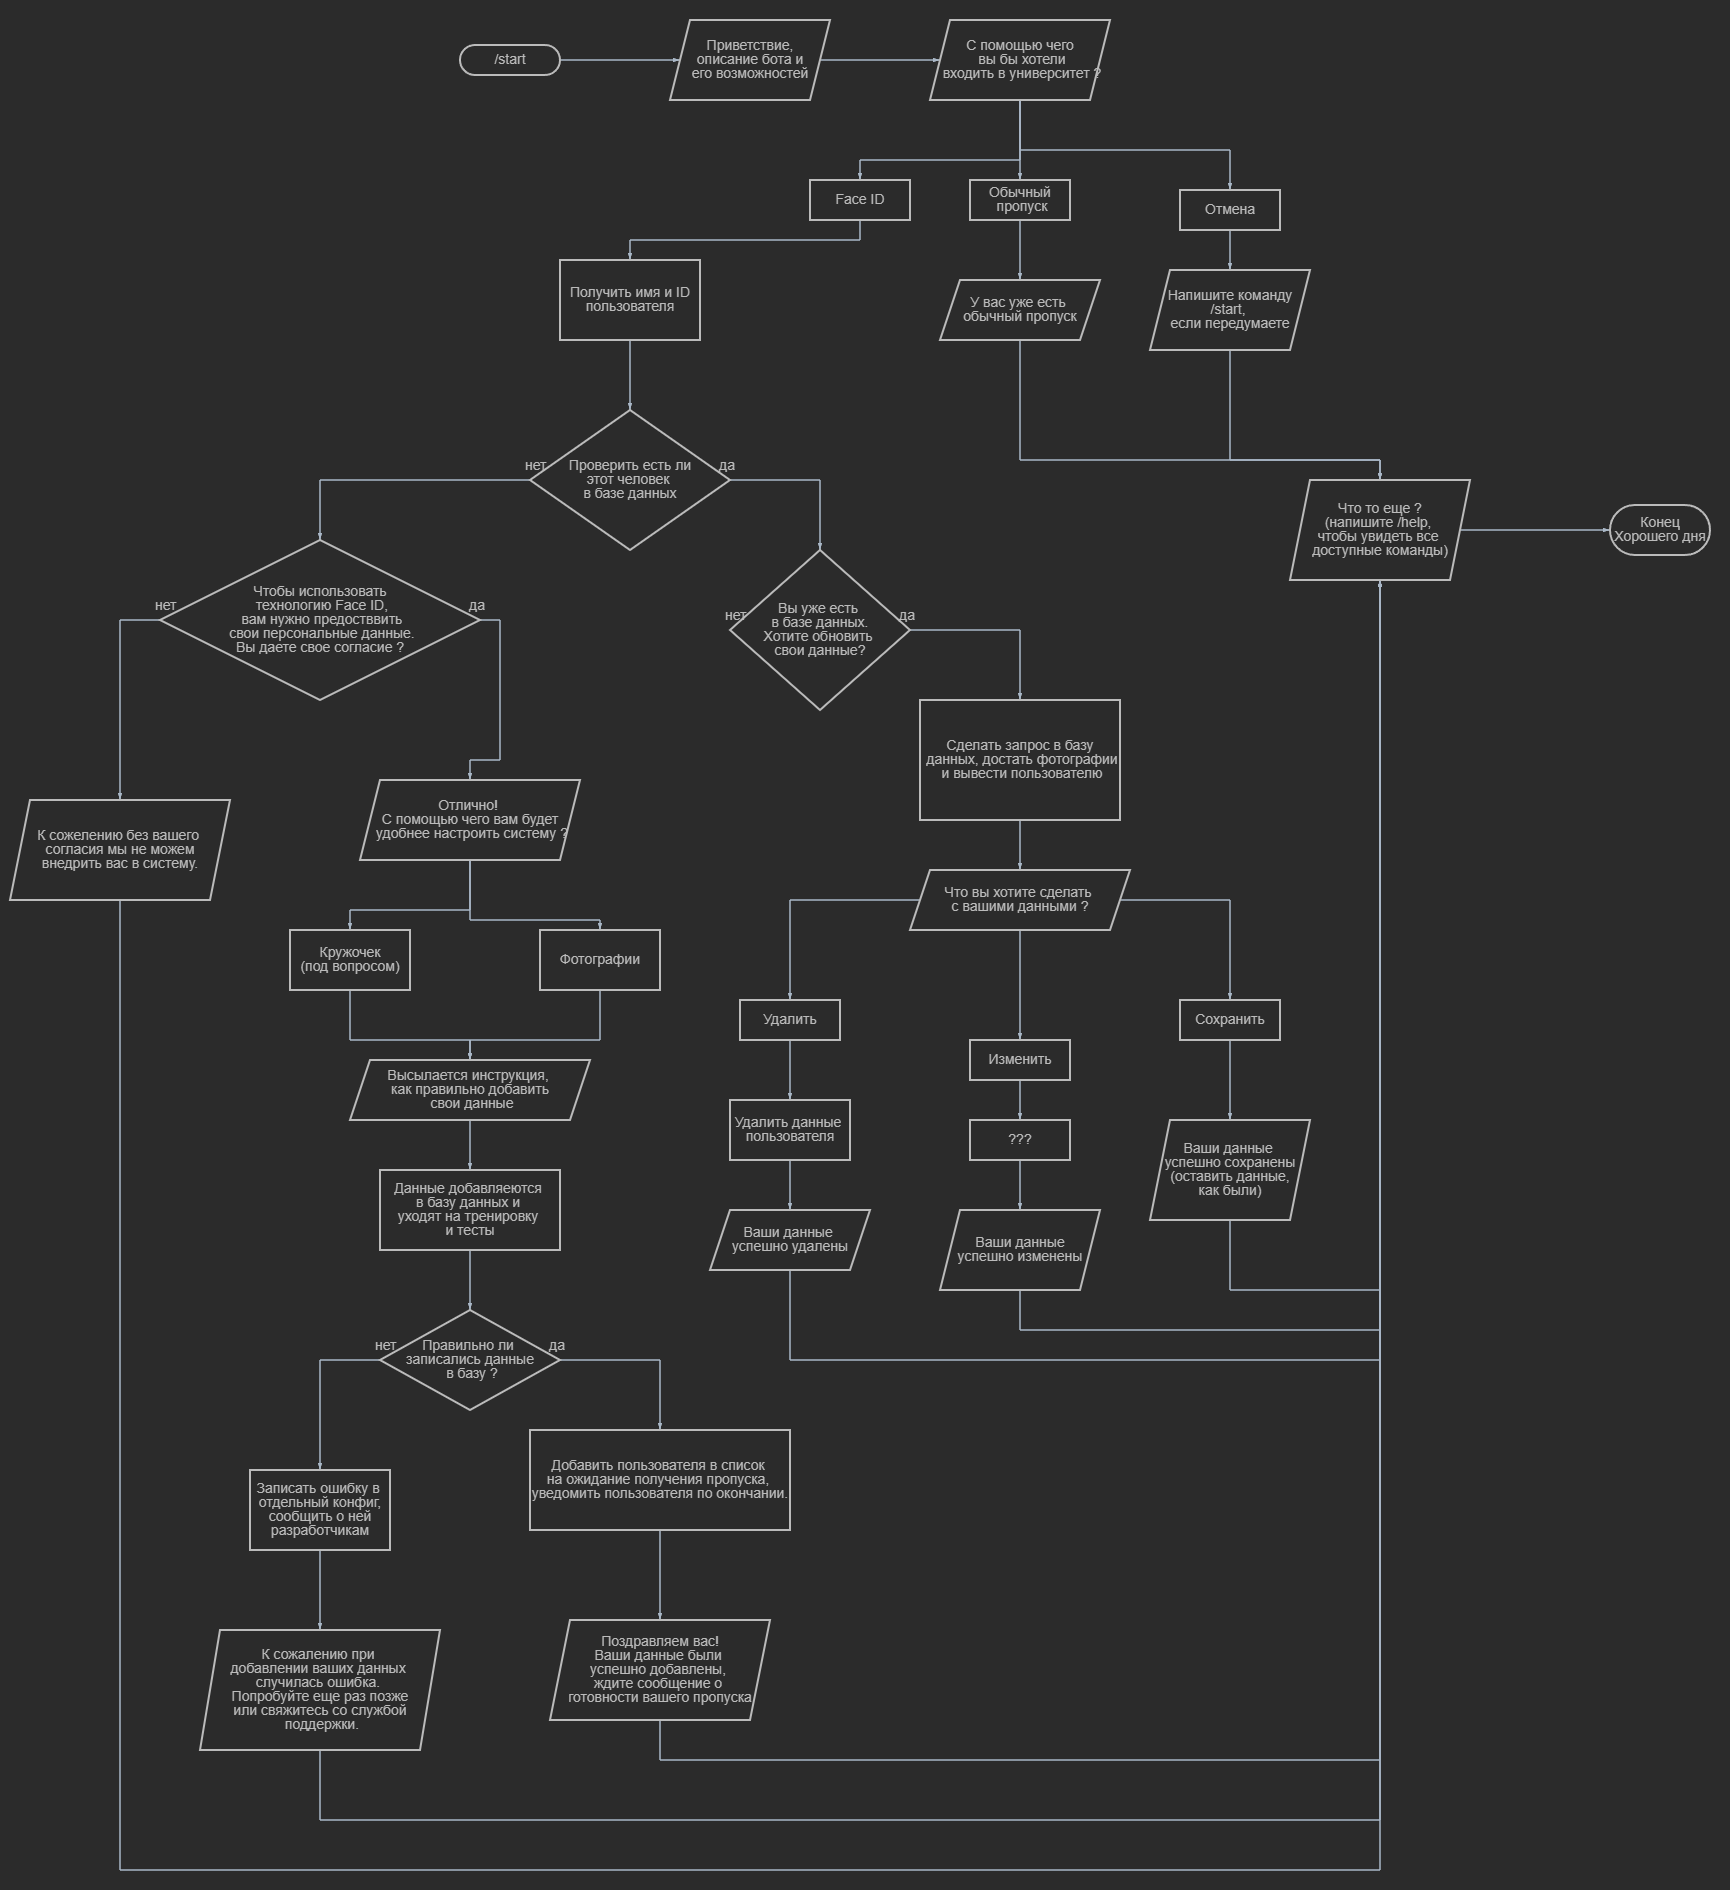 /start
Приветствие,
описание бота и
его возможностей
С помощью чего
вы бы хотели
входить в университет ?
Face ID
Обычный
пропуск
Отмена
Получить имя и ID
пользователя
У вас уже есть
обычный пропуск
Напишите команду
/start,
если передумаете
нет
Проверить есть ли
этот человек
в базе данных
да
Что то еще ?
(напишите /help,
чтобы увидеть все
доступные команды)
Конец
Хорошего дня
нет
Чтобы использовать
технологию Face ID,
вам нужно предостввить
свои персональные данные.
Вы даете свое согласие ?
да
нет
Вы уже есть
в базе данных.
Хотите обновить
свои данные?
да
Сделать запрос в базу
данных, достать фотографии
и вывести пользователю
К сожелению без вашего
согласия мы не можем
внедрить вас в систему.
Отлично!
С помощью чего вам будет
удобнее настроить систему ?
Что вы хотите сделать
с вашими данными ?
Кружочек
(под вопросом)
Фотографии
Удалить
Изменить
Сохранить
Высылается инструкция,
как правильно добавить
свои данные
Удалить данные
пользователя
???
Ваши данные
успешно сохранены
(оставить данные,
как были)
Данные добавляеются
в базу данных и
уходят на тренировку
и тесты
Ваши данные
успешно удалены
Ваши данные
успешно изменены
нет
Правильно ли
записались данные
в базу ?
да
Записать ошибку в
отдельный конфиг,
сообщить о ней
разработчикам
Добавить пользователя в список
на ожидание получения пропуска,
уведомить пользователя по окончании.
К сожалению при
добавлении ваших данных
случилась ошибка.
Попробуйте еще раз позже
или свяжитесь со службой
поддержки.
Поздравляем вас!
Ваши данные были
успешно добавлены,
ждите сообщение о
готовности вашего пропуска